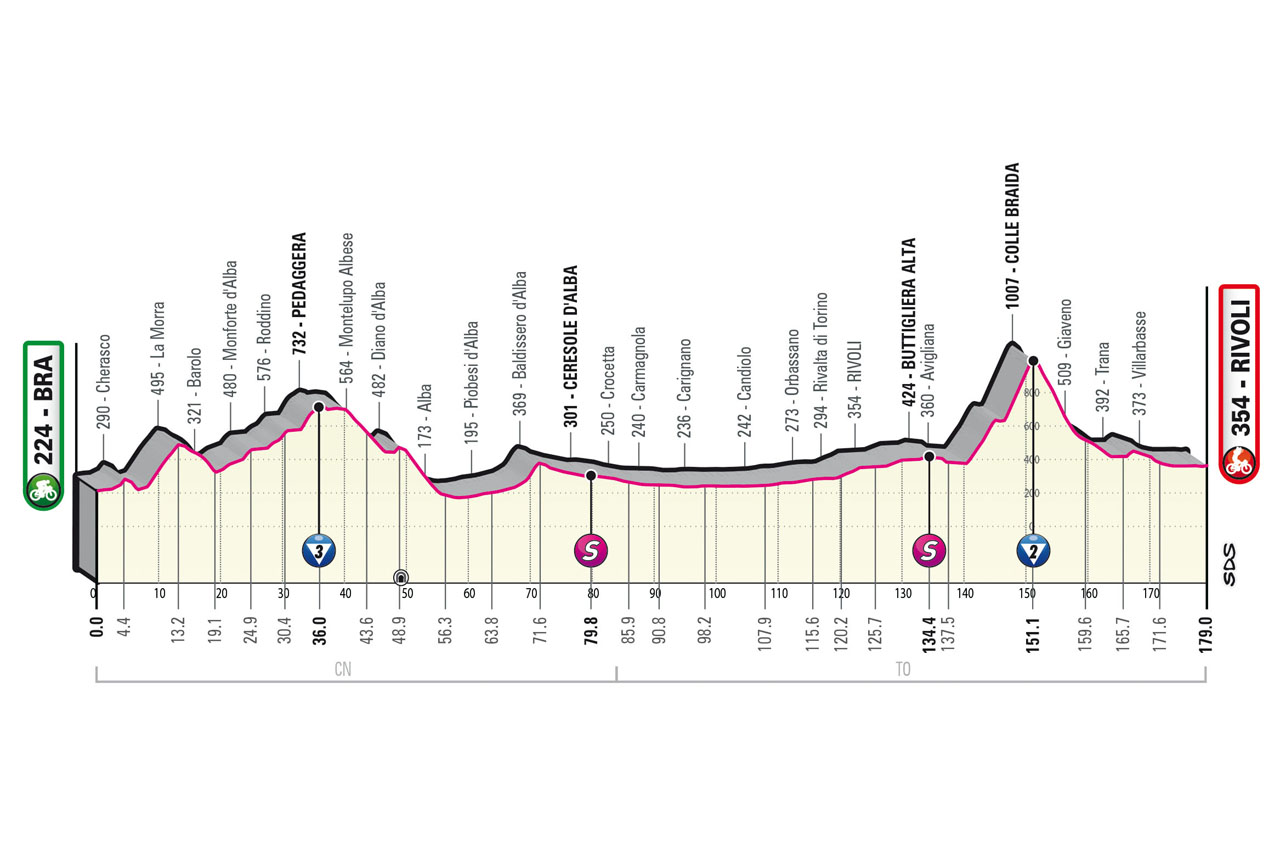 224 - BRA
290 - Cherasco
495 - La Morra
321 - Barolo
480 - Monforte d'Alba
576 - Roddino
732 - PEDAGGERA
564 - Montelupo Albese
482 - Diano d'Alba
173 - Alba
195 - Piobesi d'Alba
369 - Baldissero d'Alba
301 - CERESOLE D'ALBA
250 - Crocetta
240 - Carmagnola
236 - Carignano
242 - Candiolo
273 - Orbassano
294 - Rivalta di Torino
354 - RIVOLI
424 - BUTTIGLIERA ALTA
360 - Avigliana
1007 - COLLE BRAIDA
509 - Giaveno
392 - Trana
373 - Villarbasse
354 - RIVOLI
800
600
400
200
0
3
S
S
2
SDS
0 10 20 30 40 50 60 70 80 90 100 110 120 130 140 150 160 170
0.0 4.4 13.2 19.1 24.9 30.4 36.0 43.6 48.9 56.3 63.8 71.6 79.8 85.9 90.8 98.2 107.9 115.6 120.2 125.7 134.4 137.5 151.1 159.6 165.7 171.6 179.0
CN TO